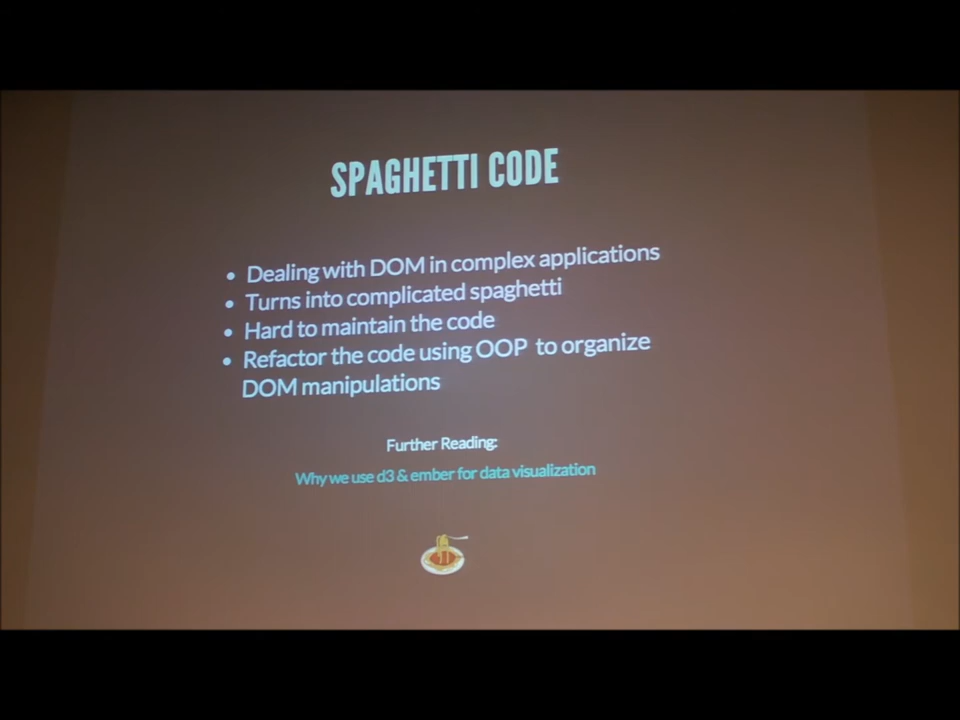 SPAGHETTI CODE
• Dealing with DOM in complex applications
• Turns into complicated spaghetti
• Hard to maintain the code
• Refactor the code using OOP to organize
DOM manipulations
Further Reading:
Why we use d3 & ember for data visualization